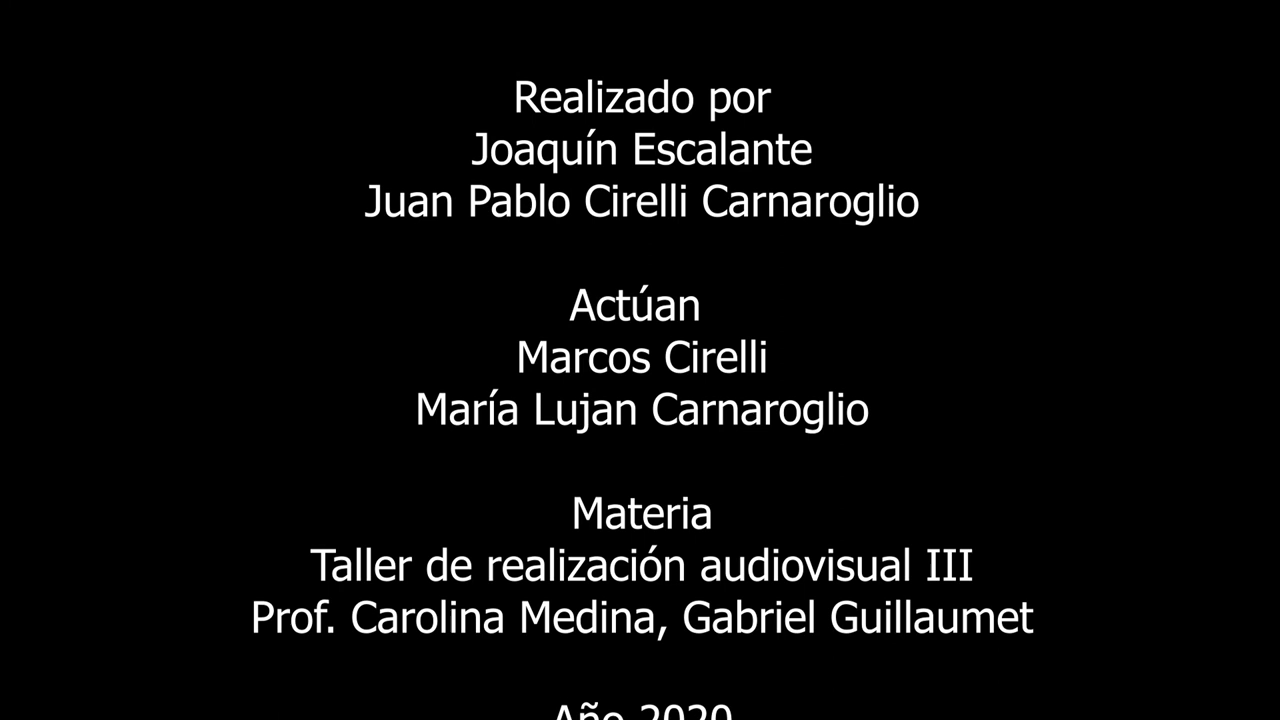 Realizado por
Joaquín Escalante
Juan Pablo Cirelli Carnaroglio
Actúan
Marcos Cirelli
María Lujan Carnaroglio
Materia
Taller de realización audiovisual III
Prof. Carolina Medina, Gabriel Guillaumet
Año 2020